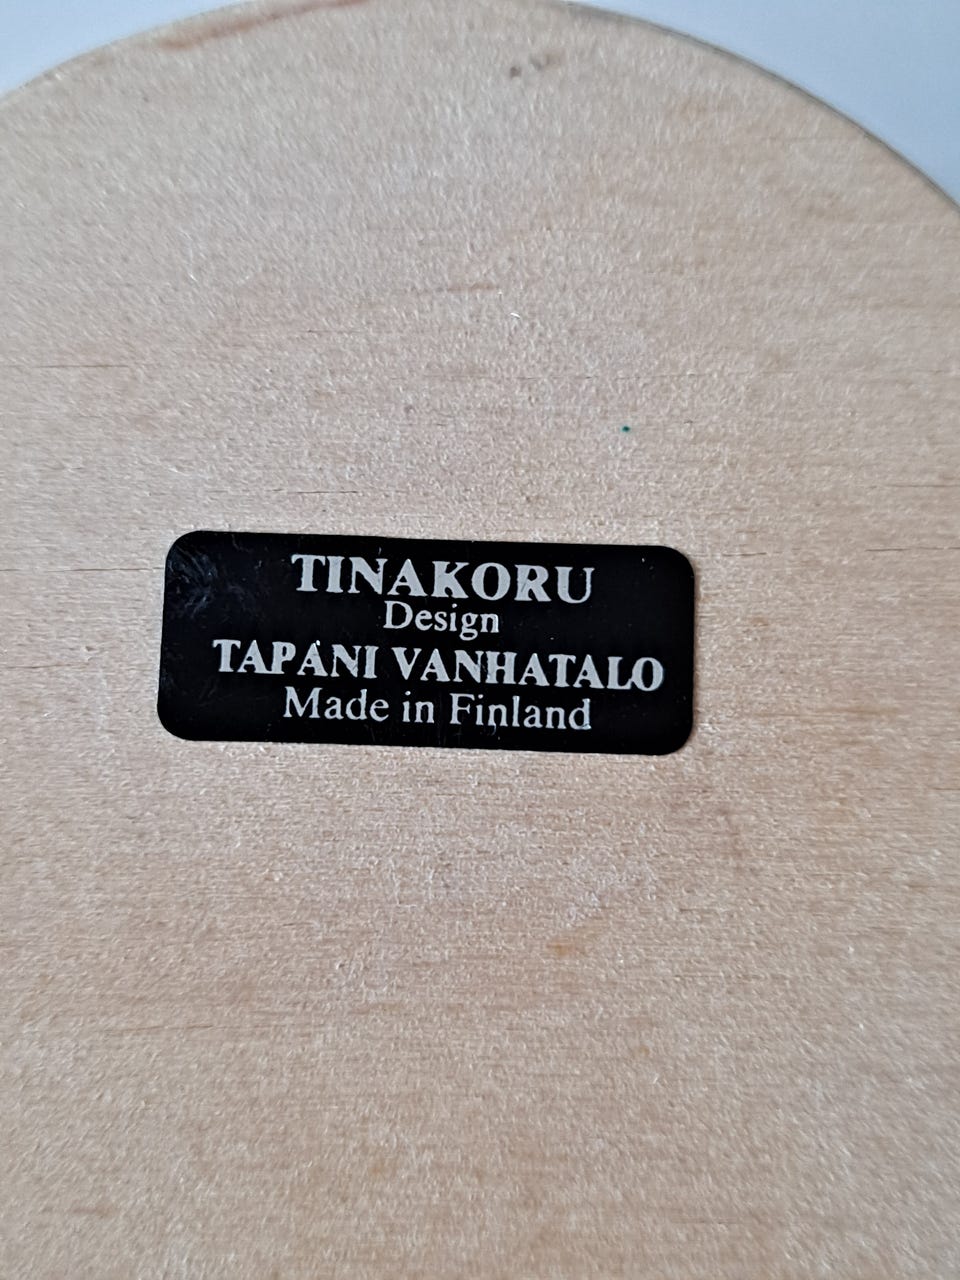 TINAKORU
Design
TAPANI VANHATALO
Made in Finland